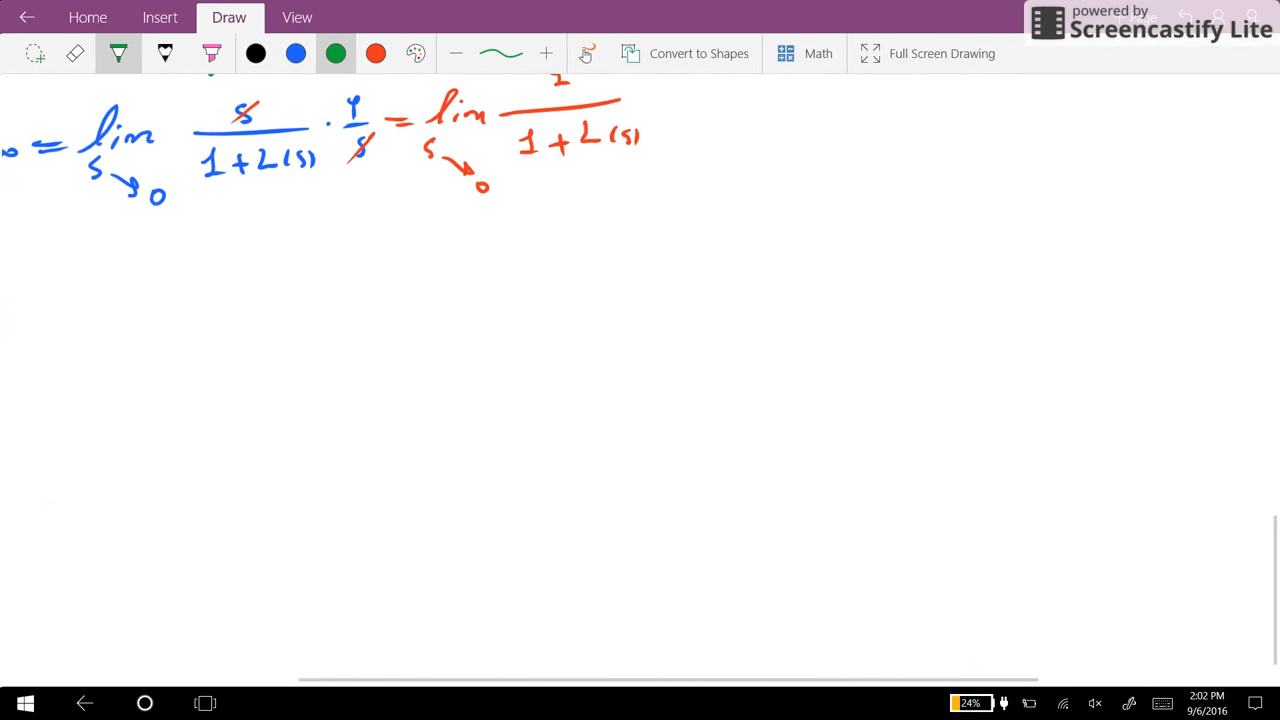 Home Insert Draw View
powered by
Screencastify Lite
Convert to Shapes Math Full Screen Drawing
= lim s/(1+L(s)) · 1/s = lim 1/(1+L(s))
s → 0 s → 0
24%
2:02 PM
9/6/2016